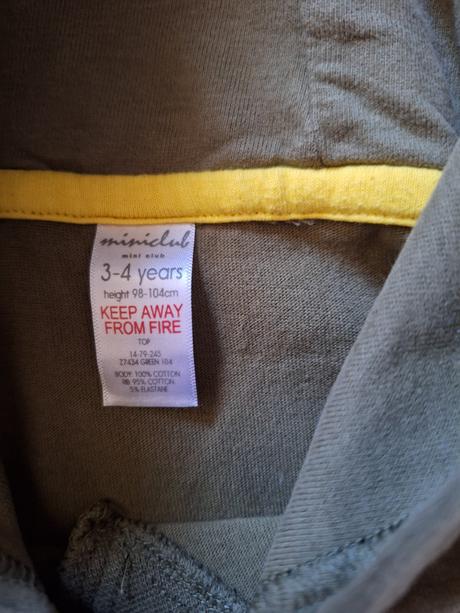 miniclub
mini club
3-4 years
height 98-104cm
KEEP AWAY
FROM FIRE
TOP
14-79-245
Z7434 GREEN 104
BODY: 100% COTTON
RIB: 95% COTTON
5% ELASTANE